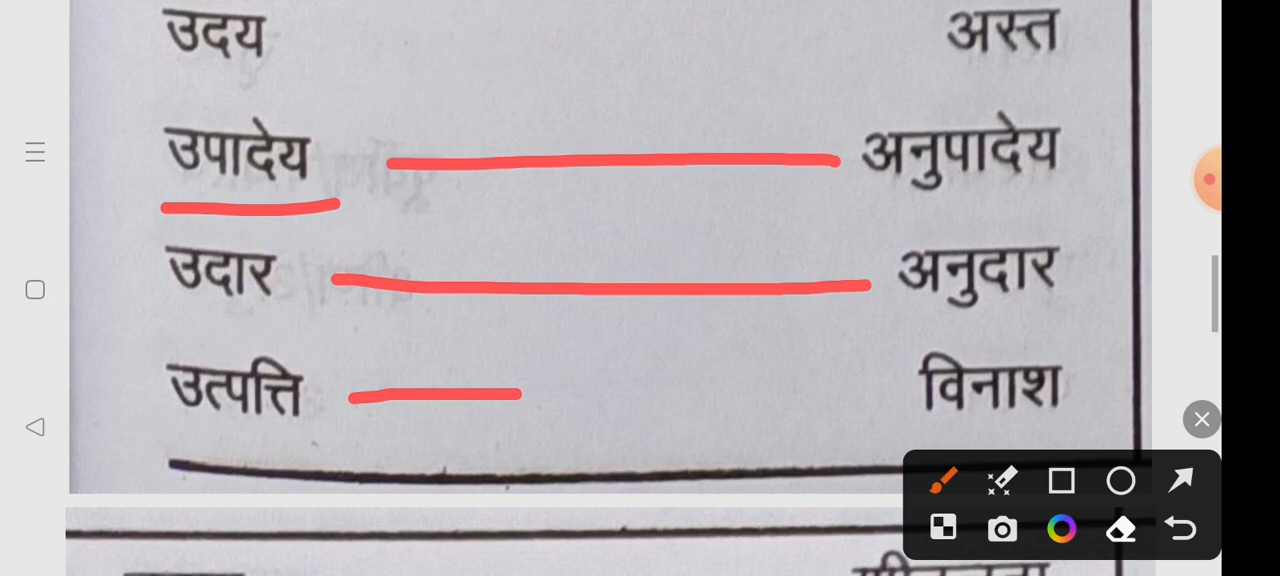 उदय अस्त
उपादेय अनुपादेय
उदार अनुदार
उत्पत्ति विनाश